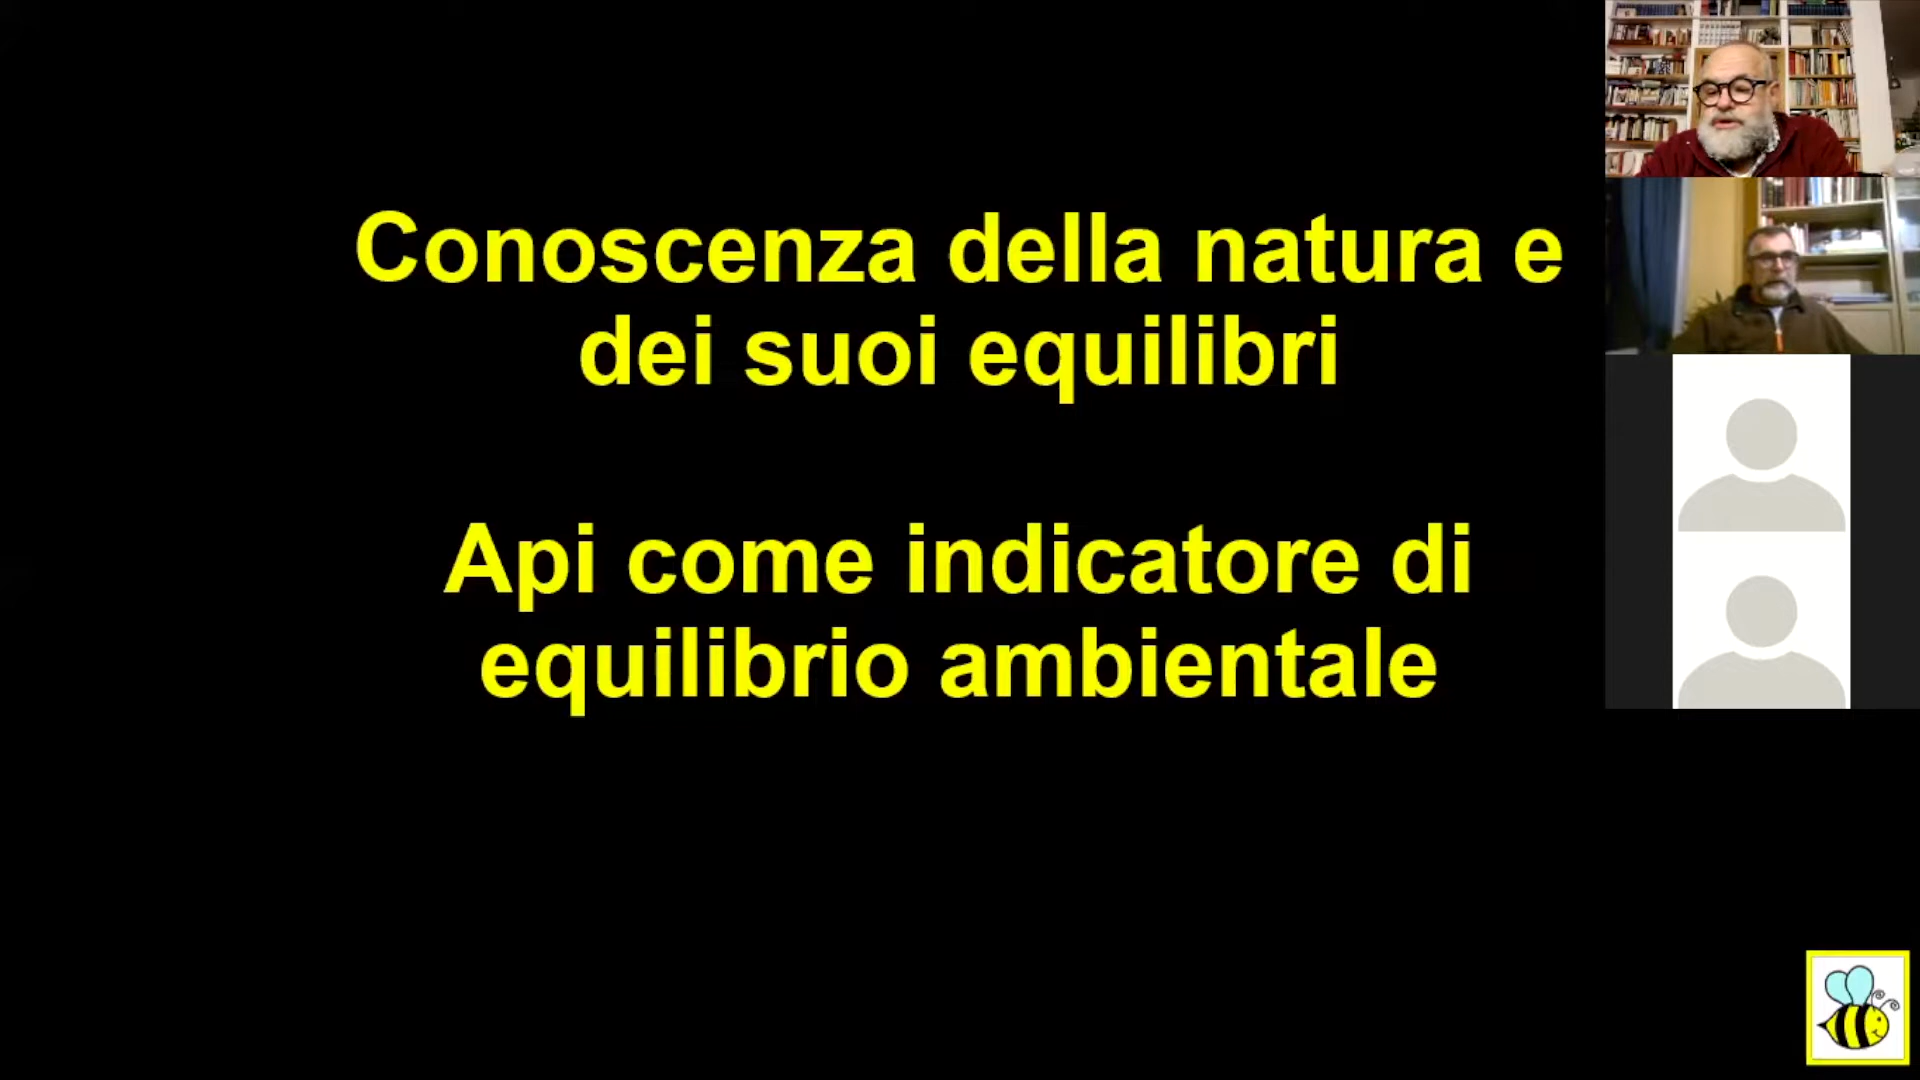 Conoscenza della natura e
dei suoi equilibri
Api come indicatore di
equilibrio ambientale